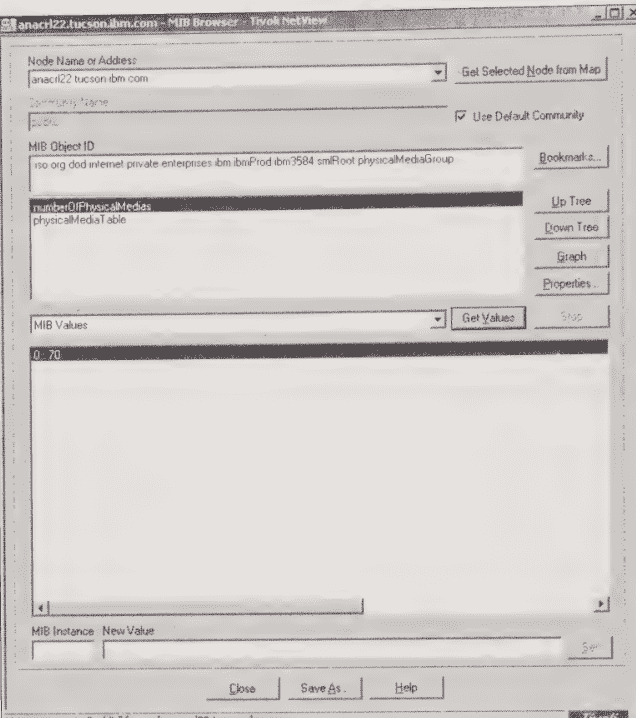 anacrl22.tucson.ibm.com - MIB Browser - Tivoli NetView
Node Name or Address
anacrl22.tucson.ibm.com
Get Selected Node from Map
Community Name
public
Use Default Community
MIB Object ID
iso.org.dod.internet.private.enterprises.ibm.ibmProd.ibm3584.smlRoot.physicalMediaGroup
Bookmarks...
numberOfPhysicalMedias
physicalMediaTable
Up Tree
Down Tree
Graph
Properties...
MIB Values
Get Values
Stop
0 : 70
MIB Instance New Value
Set
Close Save As... Help